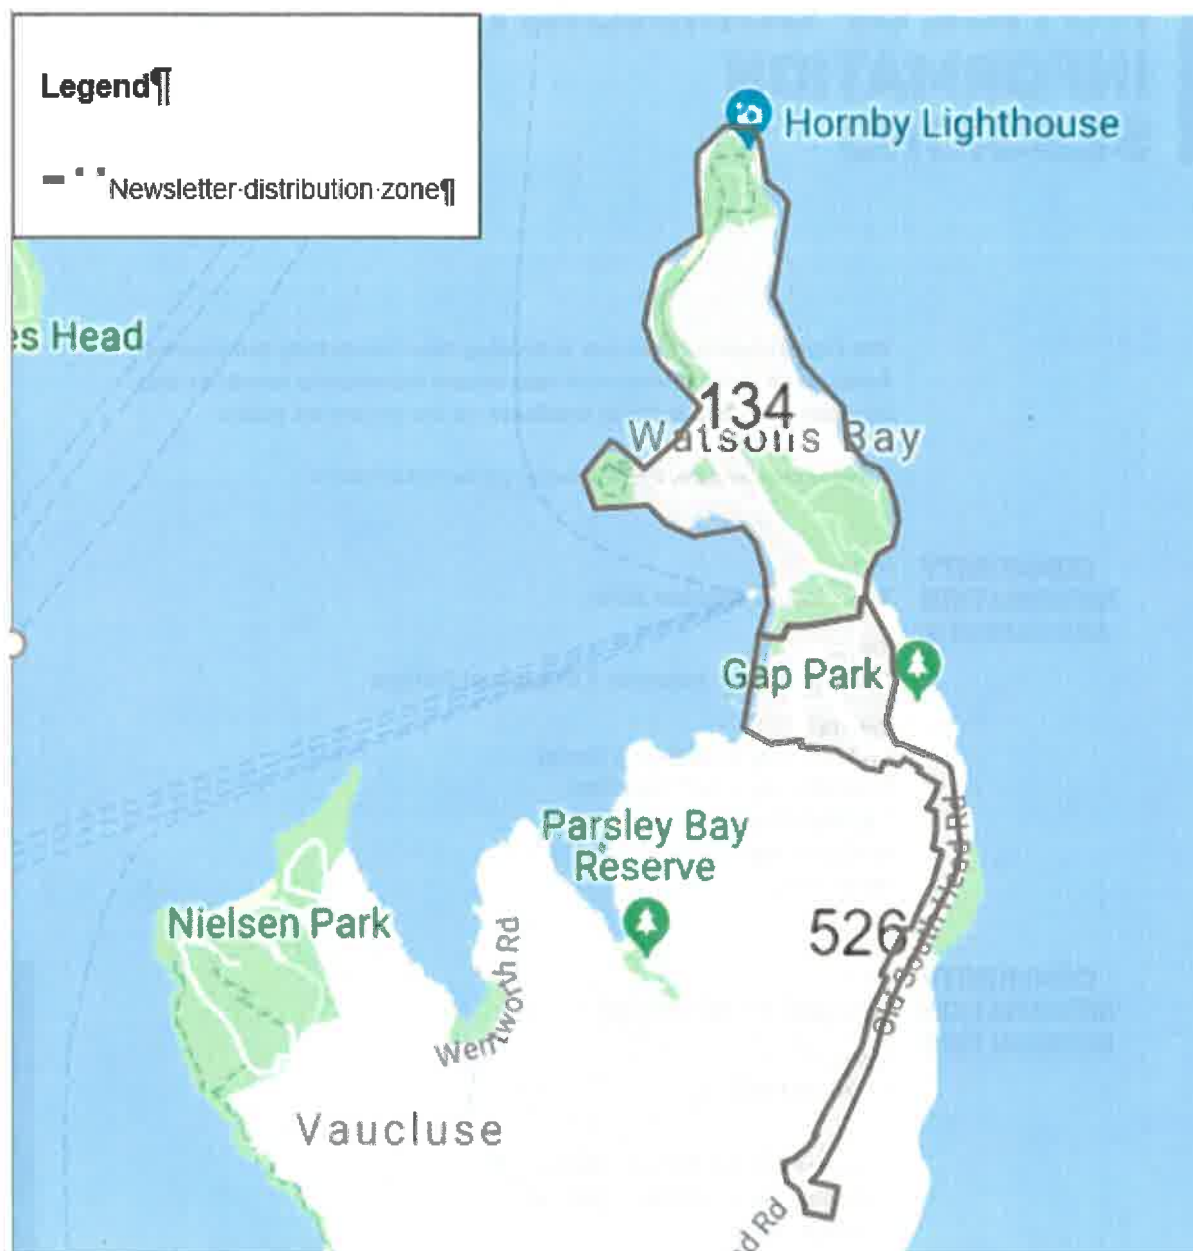 Legend¶
Newsletter·distribution·zone¶
Hornby Lighthouse
es Head
134
Watsons Bay
Gap Park
Parsley Bay
Reserve
Nielsen Park
526
Old South Head Rd
Wentworth Rd
Vaucluse
d Rd